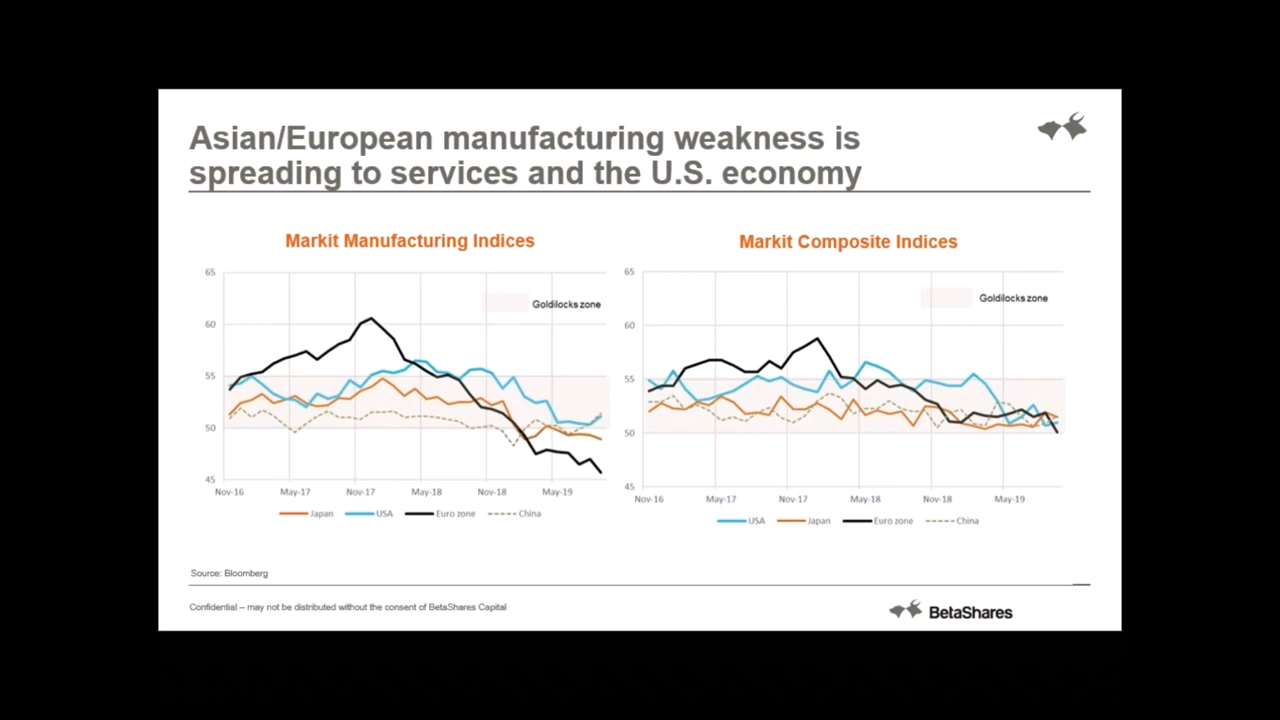 Asian/European manufacturing weakness is
spreading to services and the U.S. economy
Markit Manufacturing Indices
65
60
55
50
45
Goldilocks zone
Nov-16 May-17 Nov-17 May-18 Nov-18 May-19
Japan USA Euro zone China
Markit Composite Indices
65
60
55
50
45
Goldilocks zone
Nov-16 May-17 Nov-17 May-18 Nov-18 May-19
USA Japan Euro zone China
Source: Bloomberg
Confidential – may not be distributed without the consent of BetaShares Capital
BetaShares